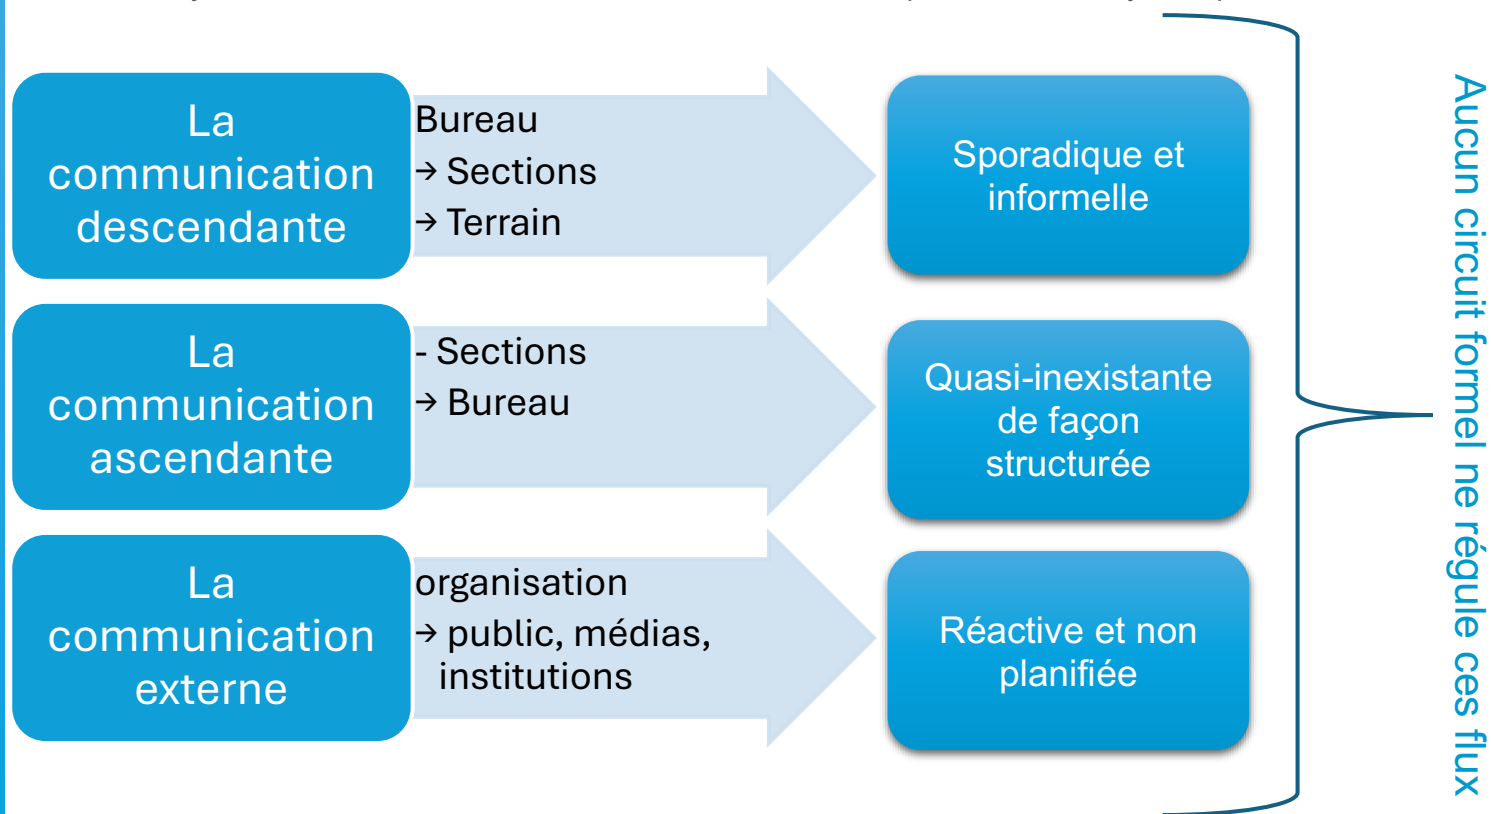 La
communication
descendante
Bureau
→ Sections
→ Terrain
Sporadique et
informelle
La
communication
ascendante
- Sections
→ Bureau
Quasi-inexistante
de façon
structurée
La
communication
externe
organisation
→ public, médias,
institutions
Réactive et non
planifiée
Aucun circuit formel ne régule ces flux